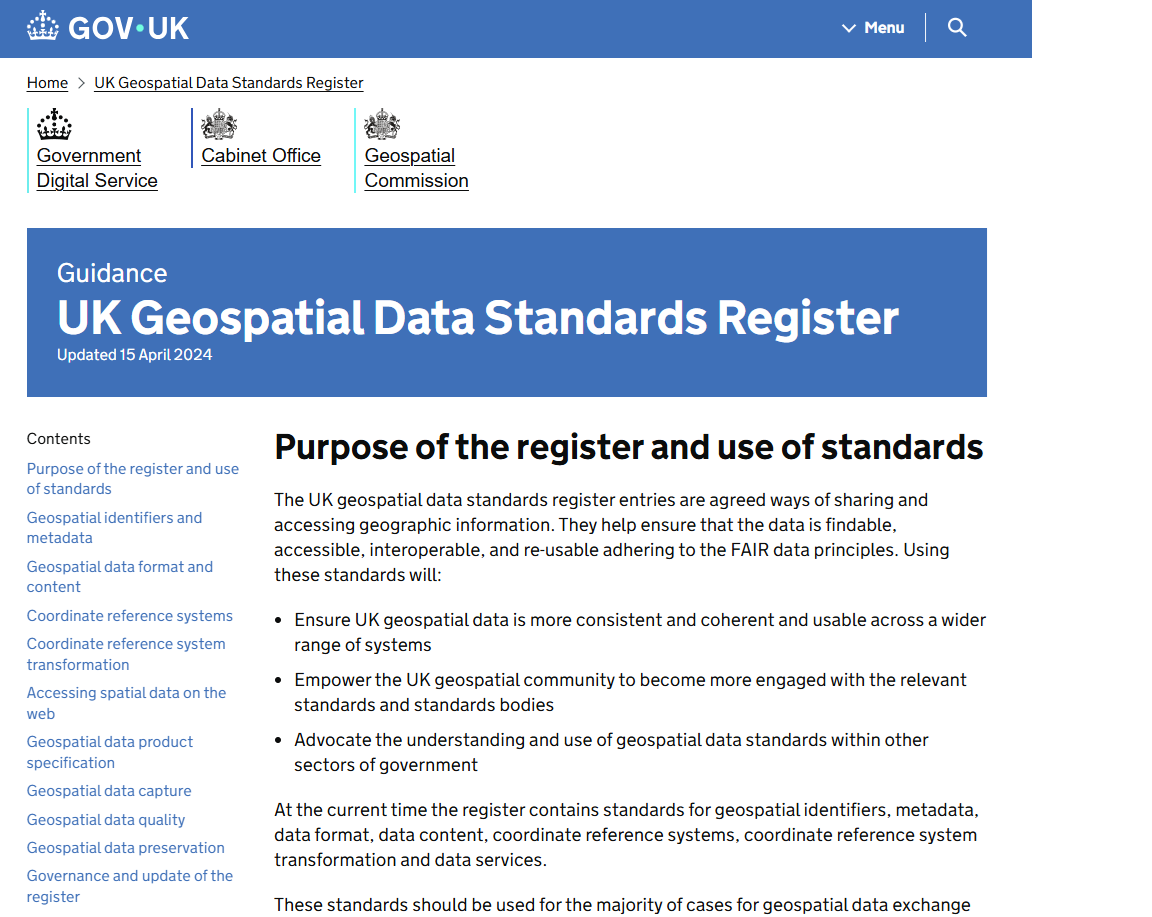 GOV·UK
Menu
Home > UK Geospatial Data Standards Register
Government
Digital Service
Cabinet Office
Geospatial
Commission
Guidance
UK Geospatial Data Standards Register
Updated 15 April 2024
Contents
Purpose of the register and use
of standards
Geospatial identifiers and
metadata
Geospatial data format and
content
Coordinate reference systems
Coordinate reference system
transformation
Accessing spatial data on the
web
Geospatial data product
specification
Geospatial data capture
Geospatial data quality
Geospatial data preservation
Governance and update of the
register
Purpose of the register and use of standards
The UK geospatial data standards register entries are agreed ways of sharing and
accessing geographic information. They help ensure that the data is findable,
accessible, interoperable, and re-usable adhering to the FAIR data principles. Using
these standards will:
• Ensure UK geospatial data is more consistent and coherent and usable across a wider
range of systems
• Empower the UK geospatial community to become more engaged with the relevant
standards and standards bodies
• Advocate the understanding and use of geospatial data standards within other
sectors of government
At the current time the register contains standards for geospatial identifiers, metadata,
data format, data content, coordinate reference systems, coordinate reference system
transformation and data services.
These standards should be used for the majority of cases for geospatial data exchange